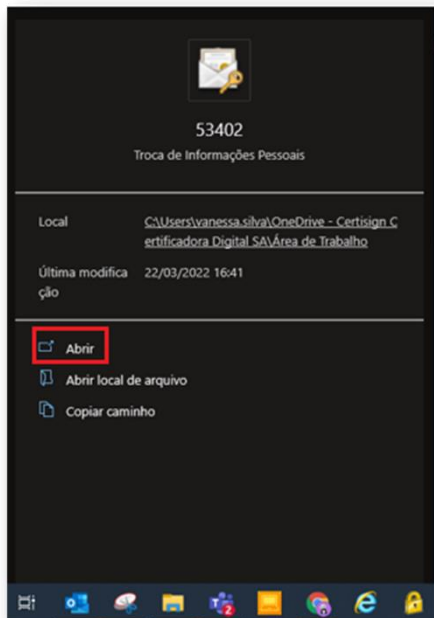 53402
Troca de Informações Pessoais
Local
C:\Users\vanessa.silva\OneDrive - Certisign C
ertificadora Digital SA\Área de Trabalho
Última modifica
ção
22/03/2022 16:41
Abrir
Abrir local de arquivo
Copiar caminho
2